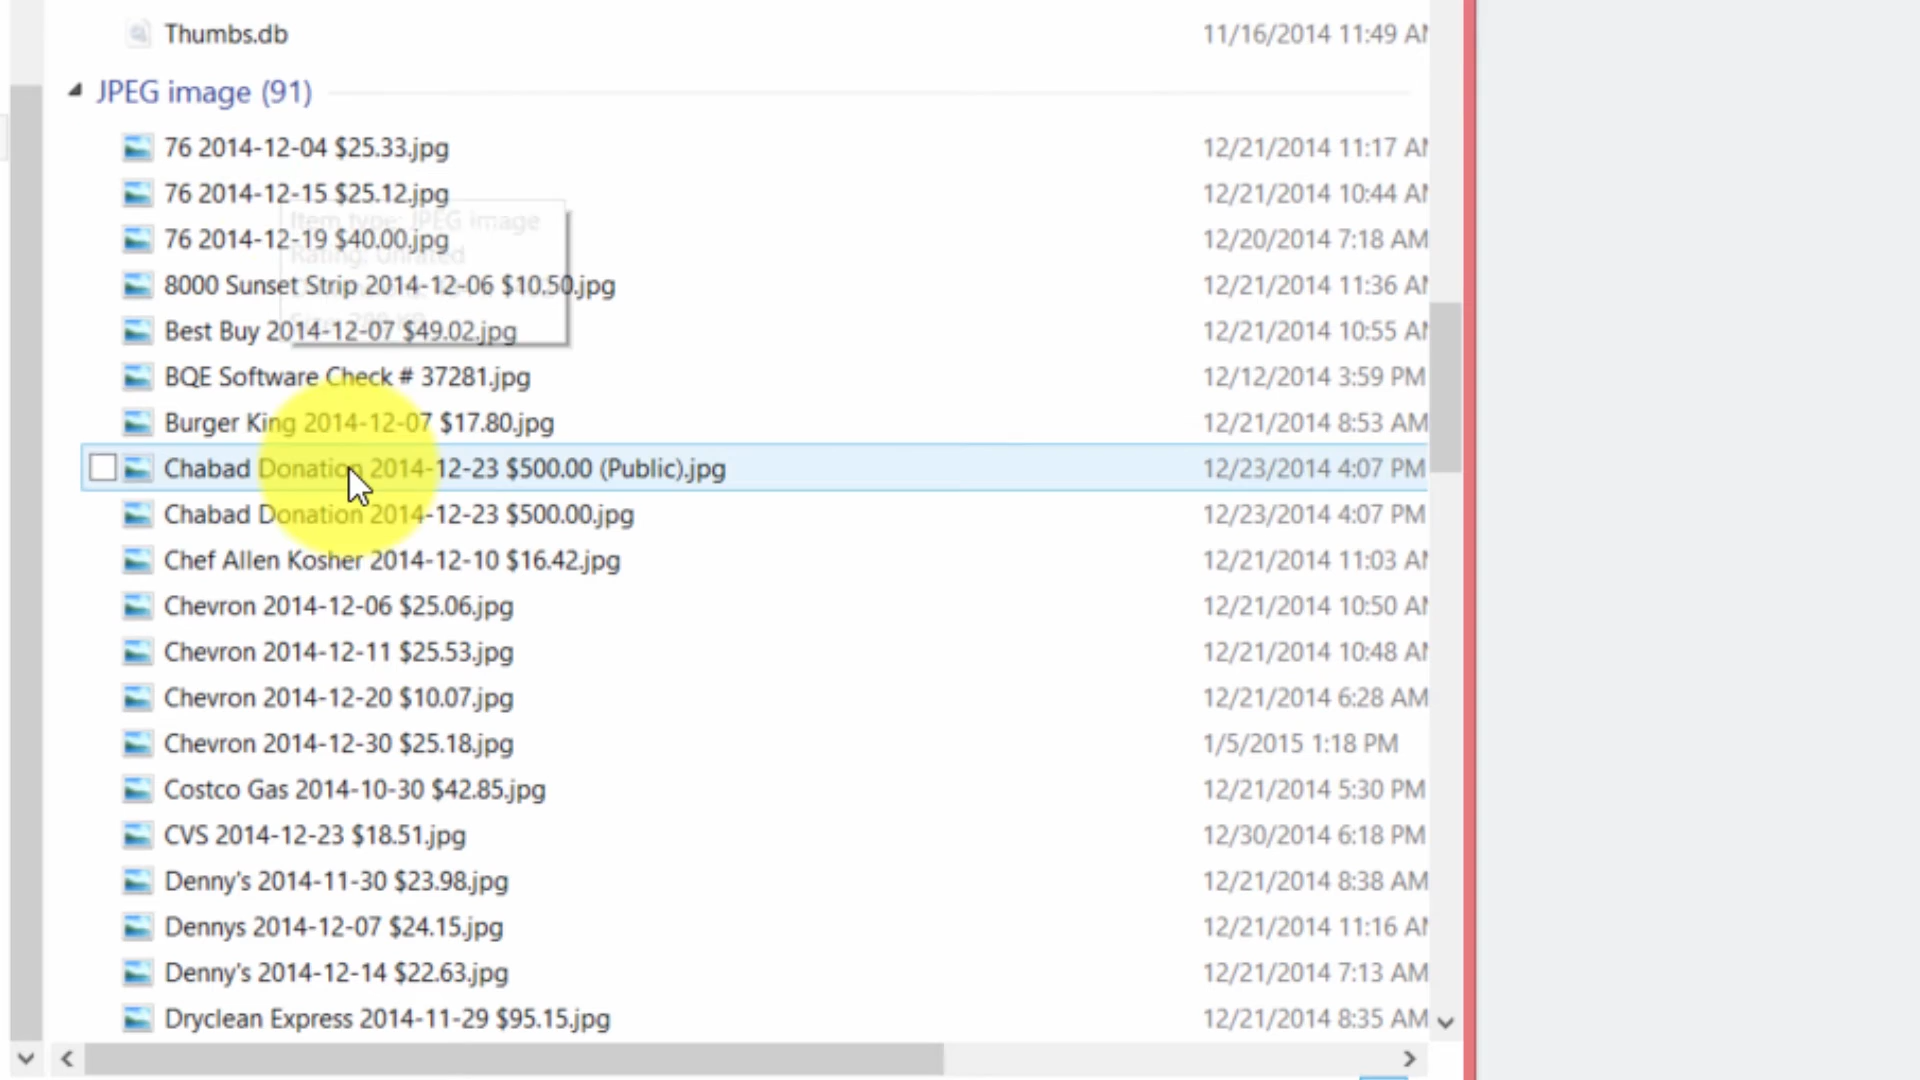 Thumbs.db 11/16/2014 11:49 A
JPEG image (91)
76 2014-12-04 $25.33.jpg 12/21/2014 11:17 A
76 2014-12-15 $25.12.jpg 12/21/2014 10:44 A
Item type: JPEG image
76 2014-12-19 $40.00.jpg 12/20/2014 7:18 AM
Rating: Unrated
8000 Sunset Strip 2014-12-06 $10.50.jpg 12/21/2014 11:36 A
Best Buy 2014-12-07 $49.02.jpg 12/21/2014 10:55 A
BQE Software Check # 37281.jpg 12/12/2014 3:59 PM
Burger King 2014-12-07 $17.80.jpg 12/21/2014 8:53 AM
Chabad Donation 2014-12-23 $500.00 (Public).jpg 12/23/2014 4:07 PM
Chabad Donation 2014-12-23 $500.00.jpg 12/23/2014 4:07 PM
Chef Allen Kosher 2014-12-10 $16.42.jpg 12/21/2014 11:03 A
Chevron 2014-12-06 $25.06.jpg 12/21/2014 10:50 A
Chevron 2014-12-11 $25.53.jpg 12/21/2014 10:48 A
Chevron 2014-12-20 $10.07.jpg 12/21/2014 6:28 AM
Chevron 2014-12-30 $25.18.jpg 1/5/2015 1:18 PM
Costco Gas 2014-10-30 $42.85.jpg 12/21/2014 5:30 PM
CVS 2014-12-23 $18.51.jpg 12/30/2014 6:18 PM
Denny's 2014-11-30 $23.98.jpg 12/21/2014 8:38 AM
Dennys 2014-12-07 $24.15.jpg 12/21/2014 11:16 A
Denny's 2014-12-14 $22.63.jpg 12/21/2014 7:13 AM
Dryclean Express 2014-11-29 $95.15.jpg 12/21/2014 8:35 AM